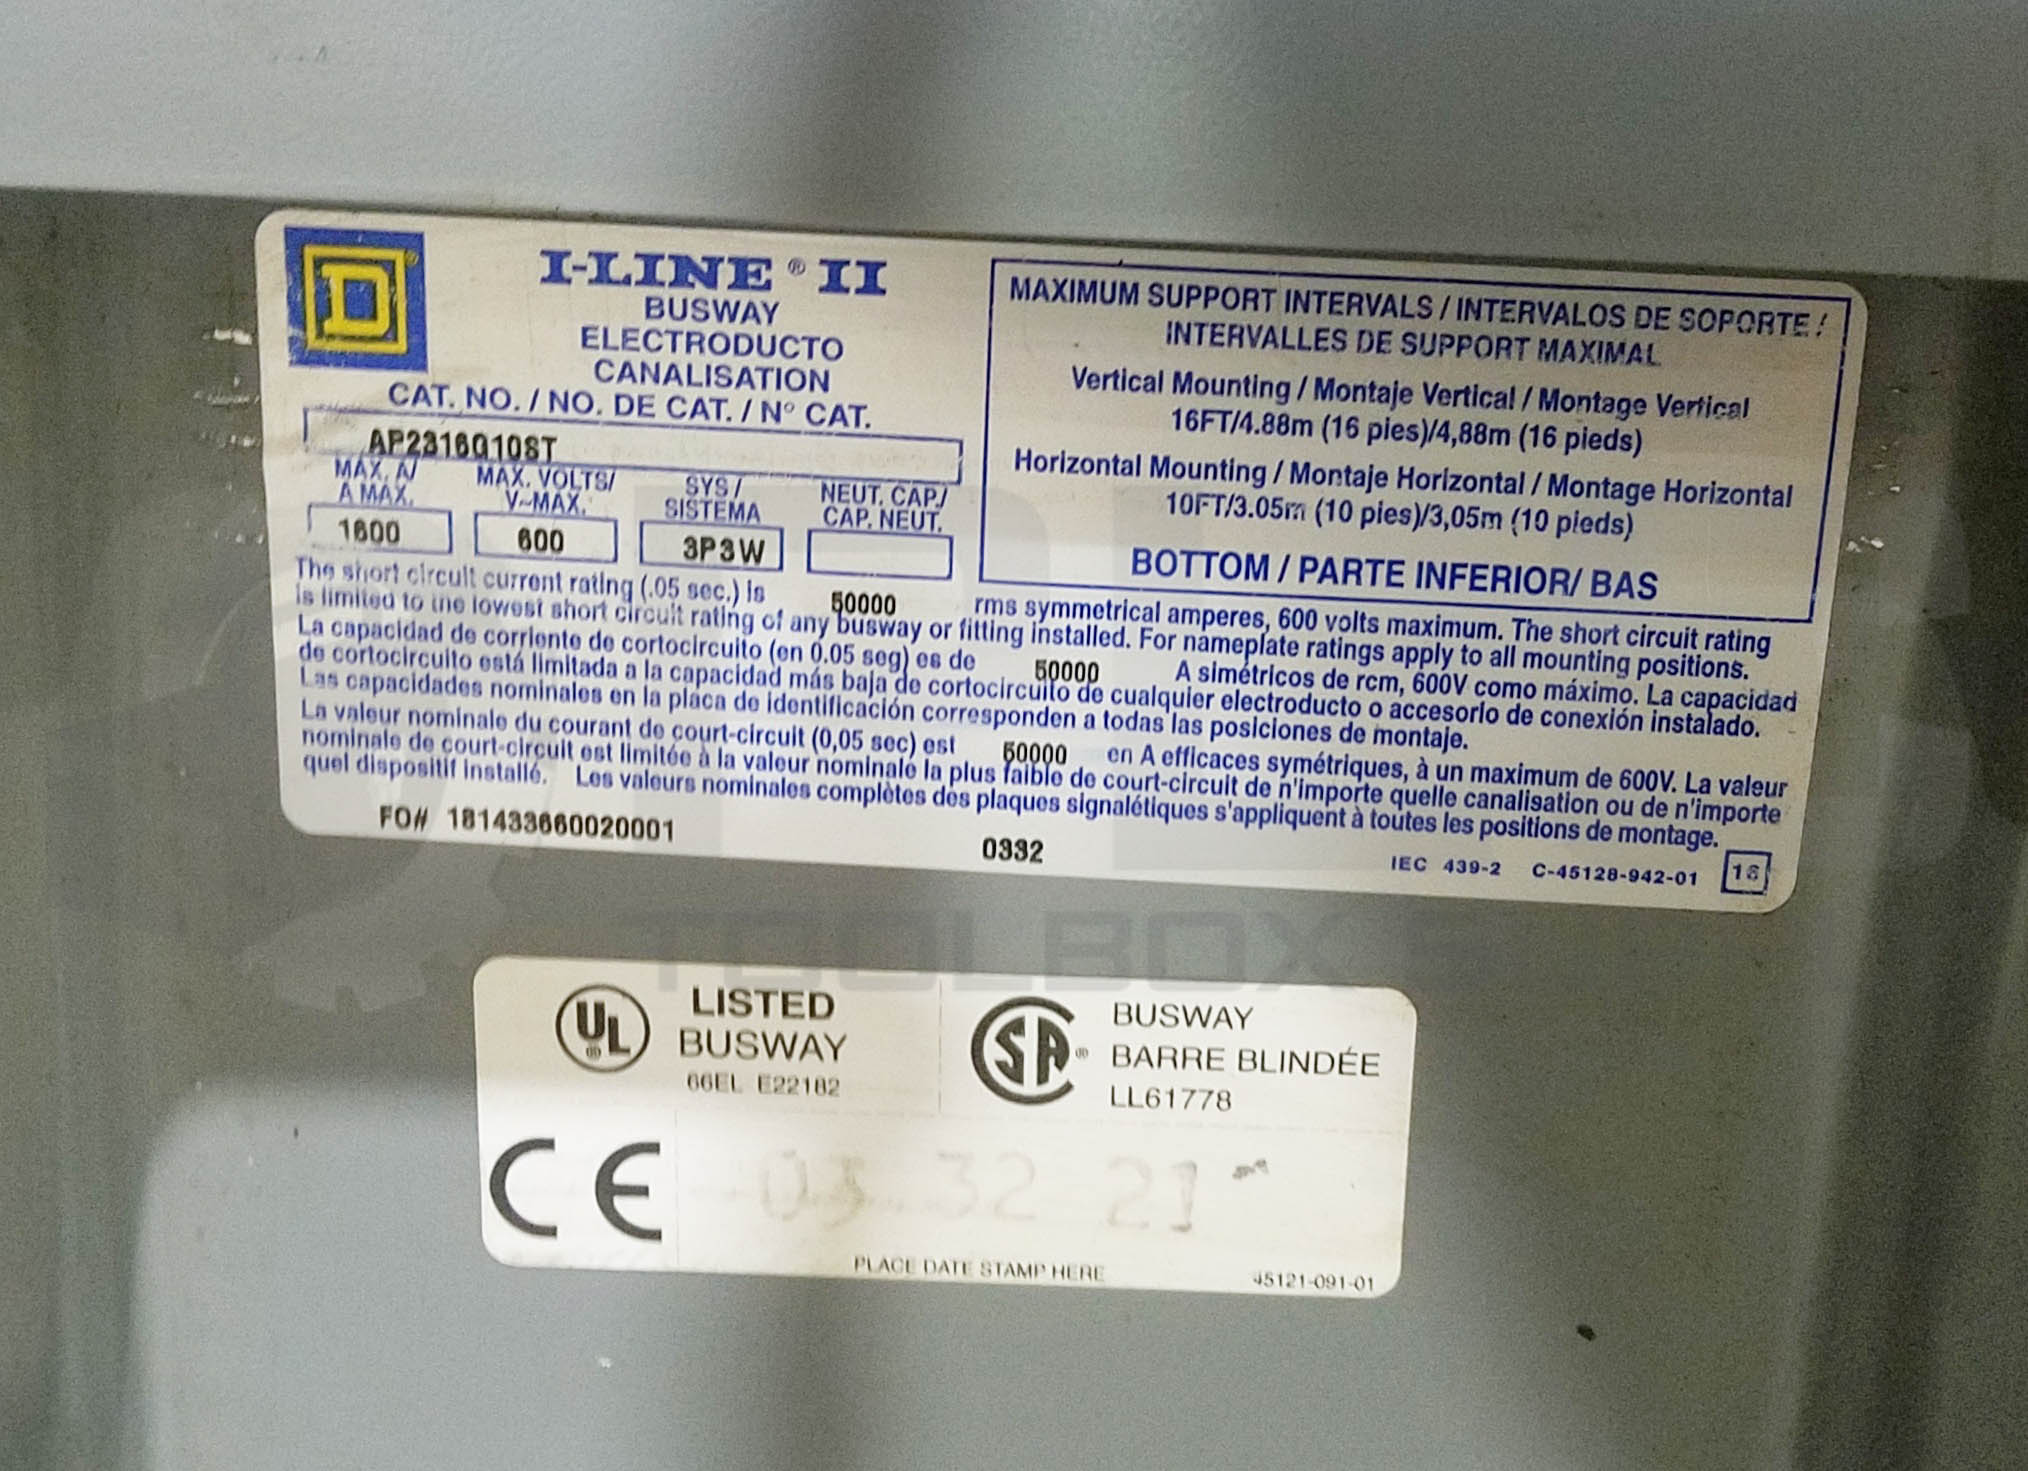 D
I-LINE® II
BUSWAY
ELECTRODUCTO
CANALISATION
CAT. NO. / NO. DE CAT. / N° CAT.
AP2316G10ST
MÁX. A/ A MAX. 1600
MAX. VOLTS/ V~MAX. 600
SYS / SISTEMA 3P3W
NEUT. CAP./ CAP. NEUT.
MAXIMUM SUPPORT INTERVALS / INTERVALOS DE SOPORTE /
INTERVALLES DE SUPPORT MAXIMAL
Vertical Mounting / Montaje Vertical / Montage Vertical
16FT/4.88m (16 pies)/4,88m (16 pieds)
Horizontal Mounting / Montaje Horizontal / Montage Horizontal
10FT/3.05m (10 pies)/3,05m (10 pieds)
BOTTOM / PARTE INFERIOR/ BAS
The short circuit current rating (.05 sec.) is 50000 rms symmetrical amperes, 600 volts maximum. The short circuit rating
is limited to the lowest short circuit rating of any busway or fitting installed. For nameplate ratings apply to all mounting positions.
La capacidad de corriente de cortocircuito (en 0.05 seg) es de 50000 A simétricos de rcm, 600V como máximo. La capacidad
de cortocircuito está limitada a la capacidad más baja de cortocircuito de cualquier electroducto o accesorio de conexión instalado.
Las capacidades nominales en la placa de identificación corresponden a todas las posiciones de montaje.
La valeur nominale du courant de court-circuit (0,05 sec) est 50000 en A efficaces symétriques, à un maximum de 600V. La valeur
nominale de court-circuit est limitée à la valeur nominale la plus faible de court-circuit de n'importe quelle canalisation ou de n'importe
quel dispositif installé. Les valeurs nominales complètes des plaques signalétiques s'appliquent à toutes les positions de montage.
FO# 181433660020001
0332
IEC 439-2 C-45128-942-01 16
TOOLBOX'S
UL®
LISTED
BUSWAY
66EL E22182
SA®
BUSWAY
BARRE BLINDÉE
LL61778
CE
03 32 21
PLACE DATE STAMP HERE
45121-091-01